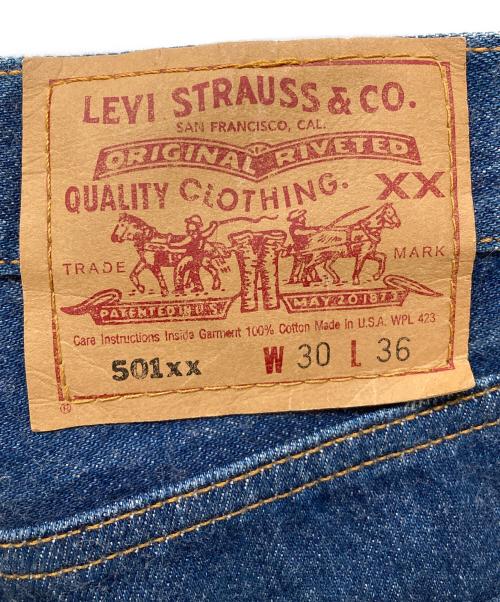 LEVI STRAUSS & CO.
SAN FRANCISCO, CAL.
ORIGINAL RIVETED
QUALITY CLOTHING. XX
TRADE MARK
PATENTED IN U.S. MAY 20 1873
Care Instructions Inside Garment 100% Cotton Made in U.S.A. WPL 423
501xx W 30 L 36
®